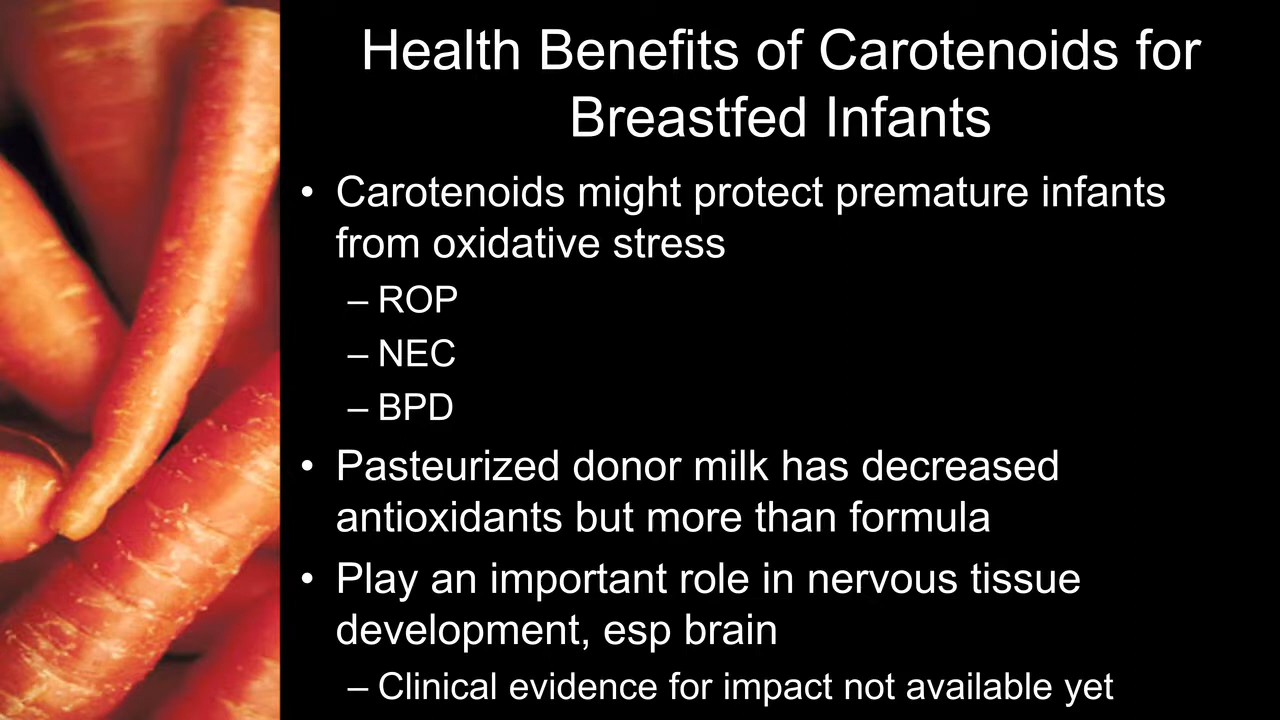 Health Benefits of Carotenoids for
Breastfed Infants
• Carotenoids might protect premature infants
from oxidative stress
– ROP
– NEC
– BPD
• Pasteurized donor milk has decreased
antioxidants but more than formula
• Play an important role in nervous tissue
development, esp brain
– Clinical evidence for impact not available yet